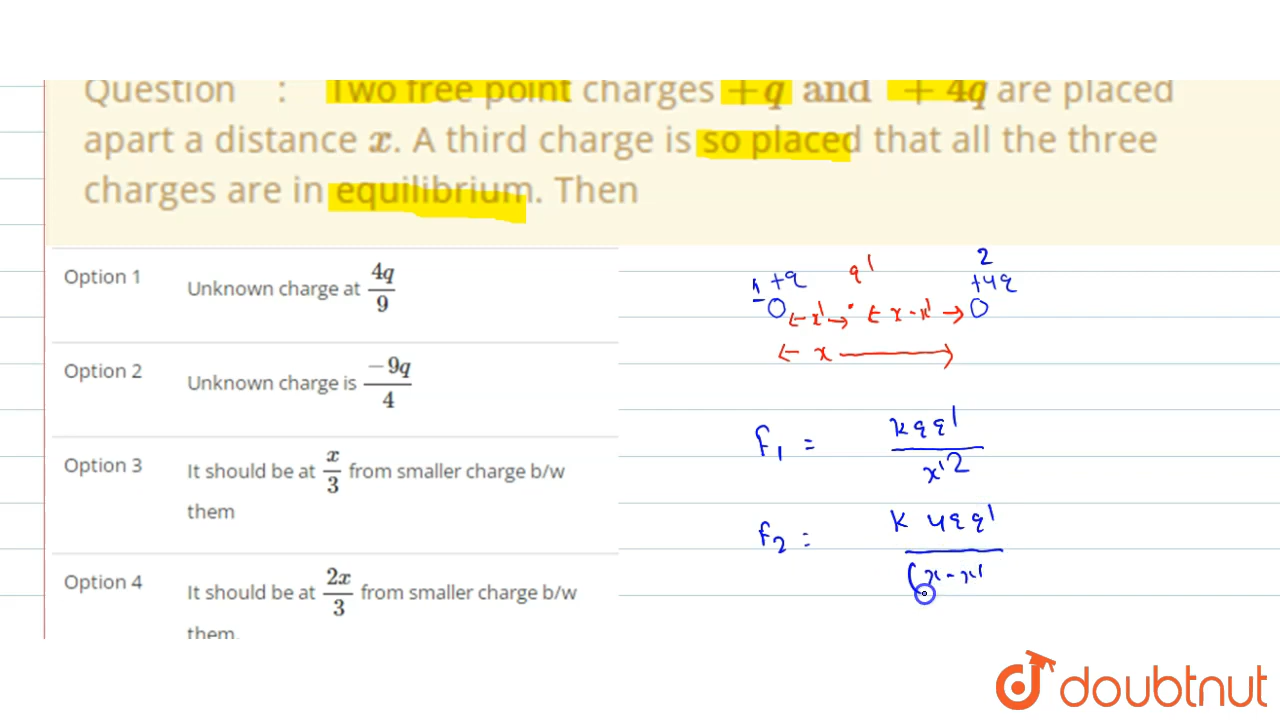 Question : Two free point charges +q and + 4q are placed
apart a distance x. A third charge is so placed that all the three
charges are in equilibrium. Then
Option 1 Unknown charge at 4q/9
Option 2 Unknown charge is −9q/4
Option 3 It should be at x/3 from smaller charge b/w
them
Option 4 It should be at 2x/3 from smaller charge b/w
them.
1 +q q' 2 +4q
← x' → ← x - x' →
← x →
F₁ = kqq' / x'²
F₂ = k 4qq' / (x - x'
doubtnut